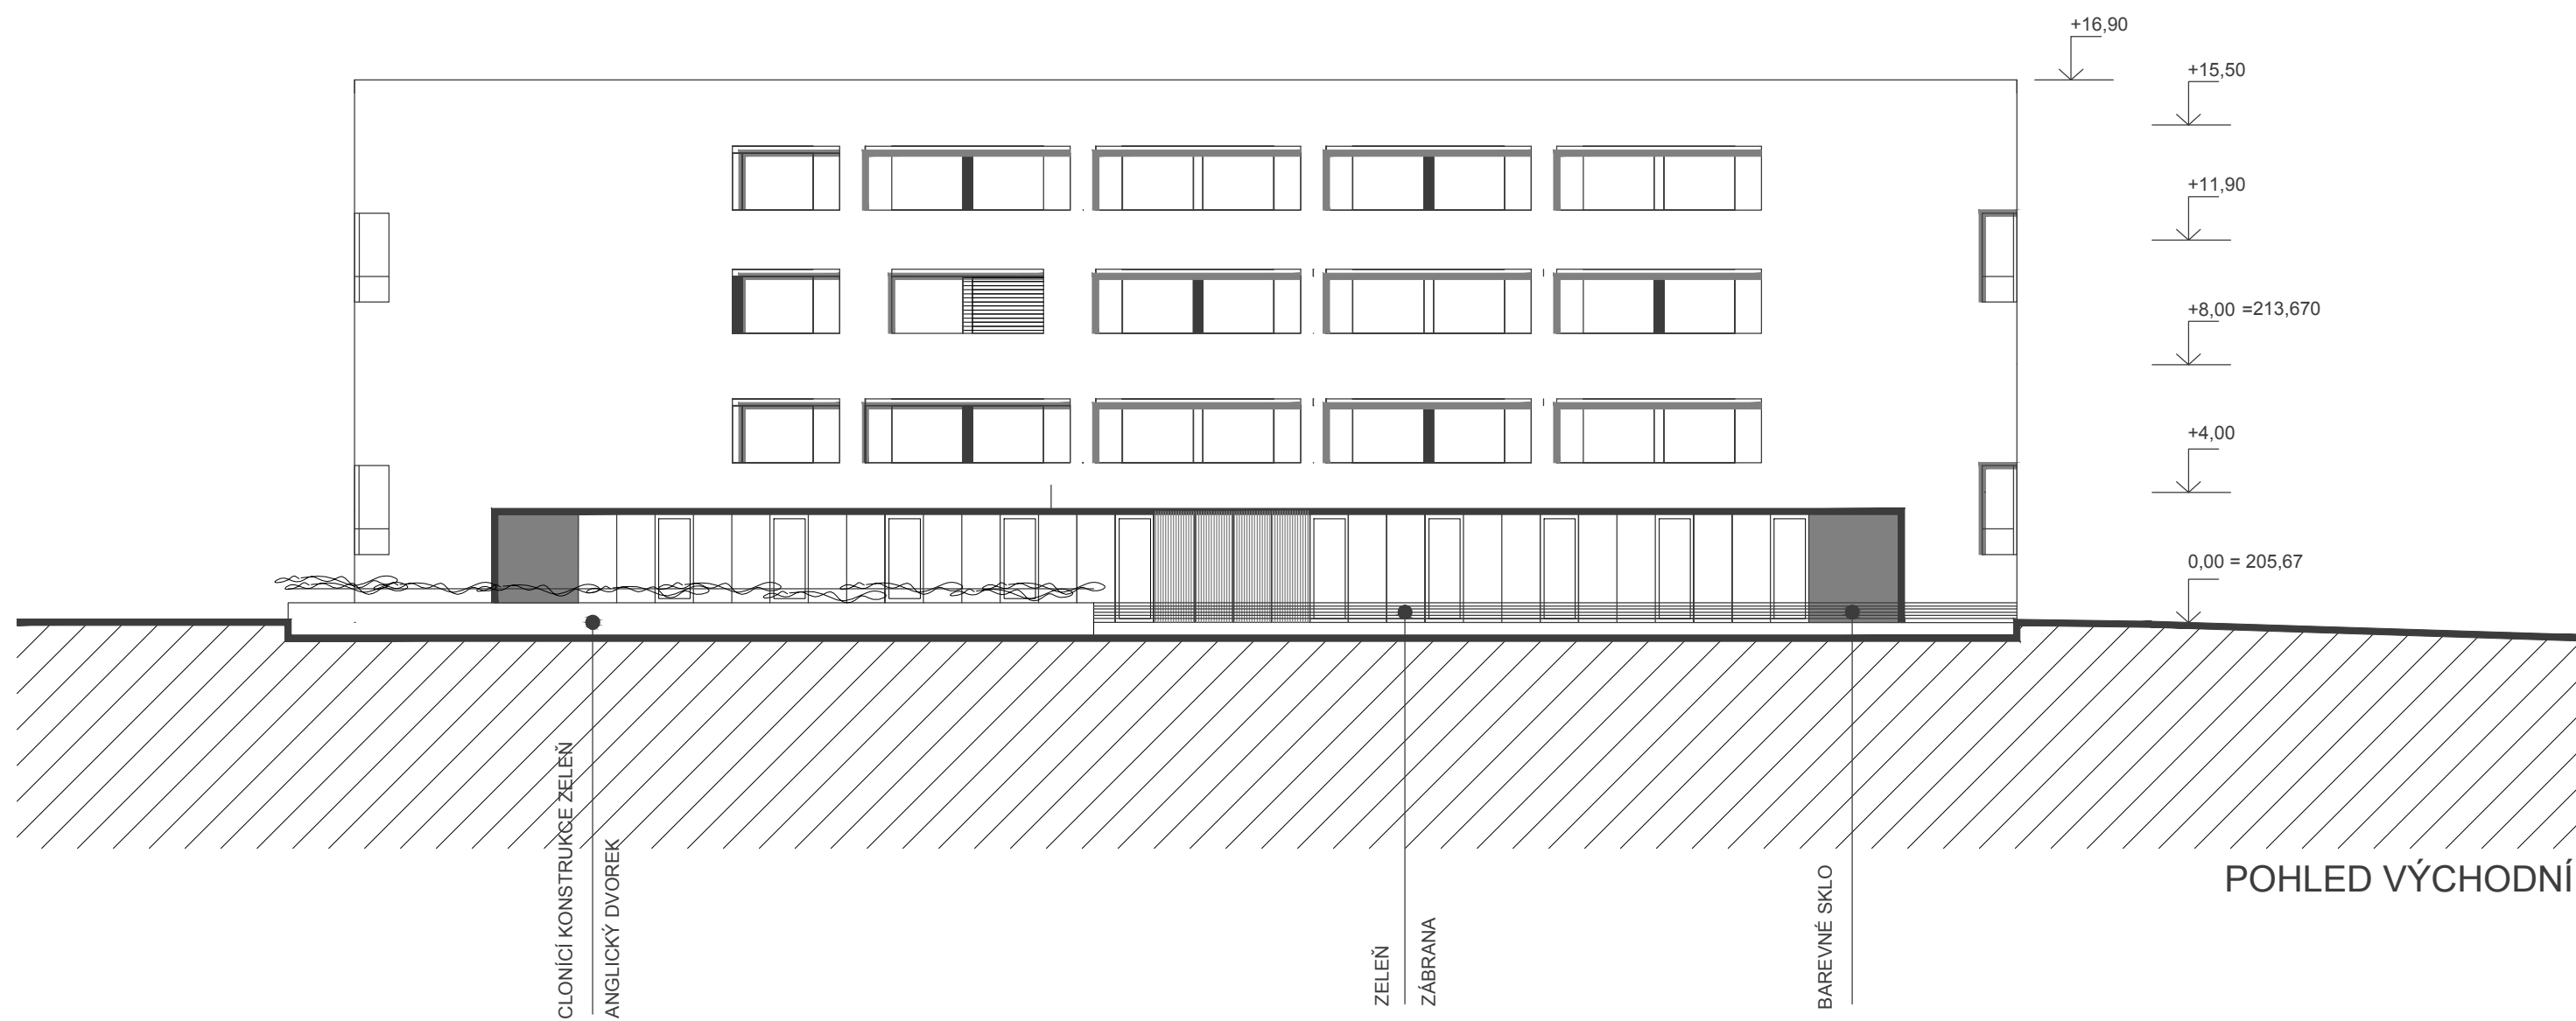 +16,90
+15,50
+11,90
+8,00 =213,670
+4,00
0,00 = 205,67
POHLED VÝCHODNÍ
CLONÍCÍ KONSTRUKCE ZELEŇ
ANGLICKÝ DVOREK
ZELEŇ
ZÁBRANA
BAREVNÉ SKLO